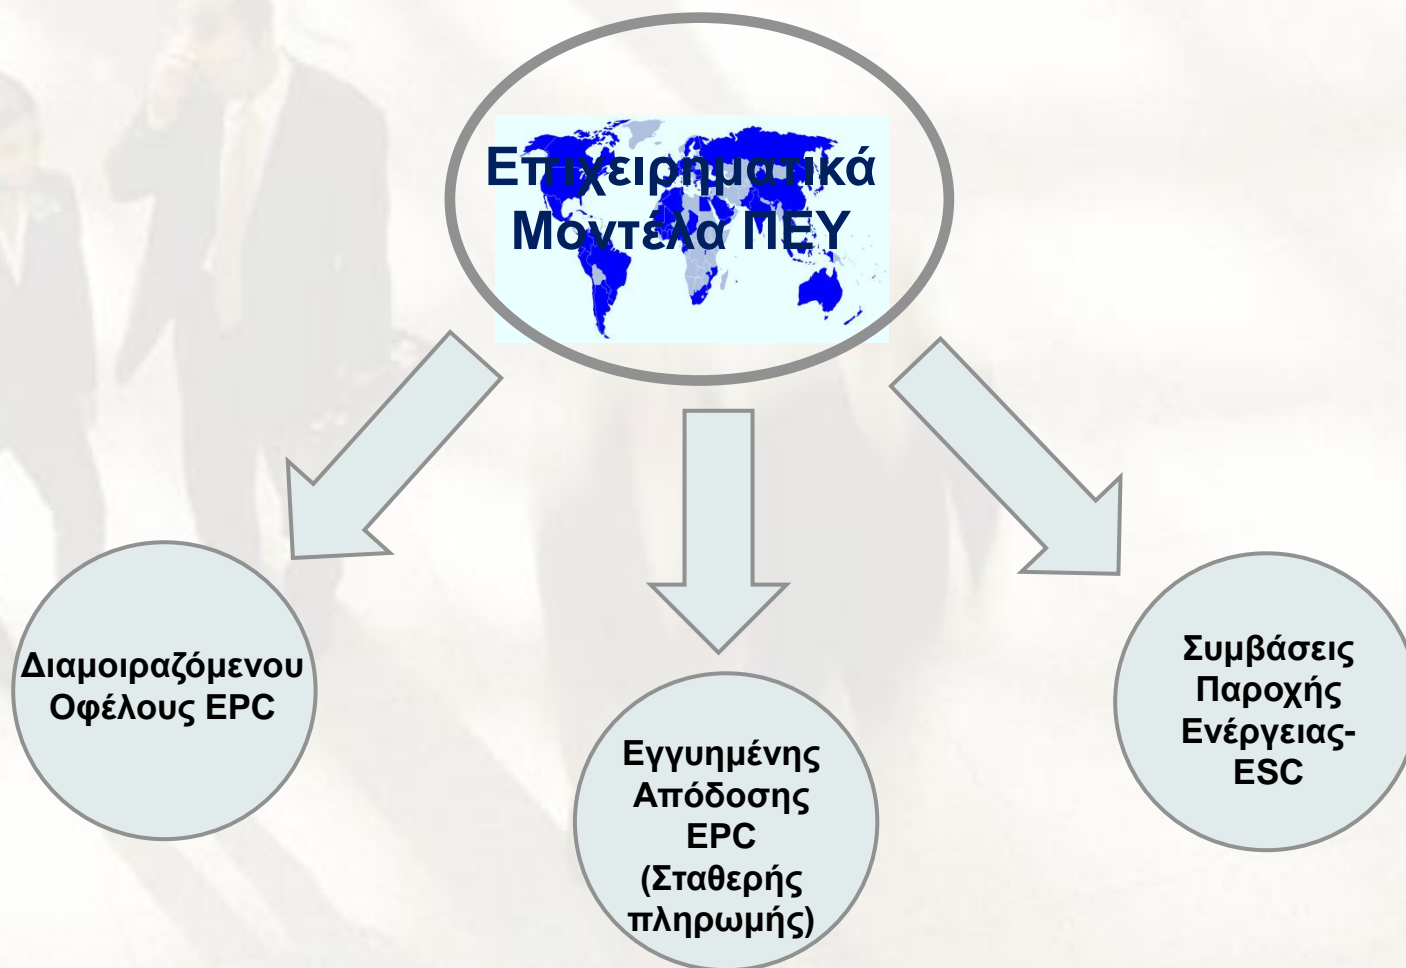 Επιχειρηματικά
Μοντέλα ΠΕΥ
Διαμοιραζόμενου
Οφέλους EPC
Εγγυημένης
Απόδοσης
EPC
(Σταθερής
πληρωμής)
Συμβάσεις
Παροχής
Ενέργειας-
ESC